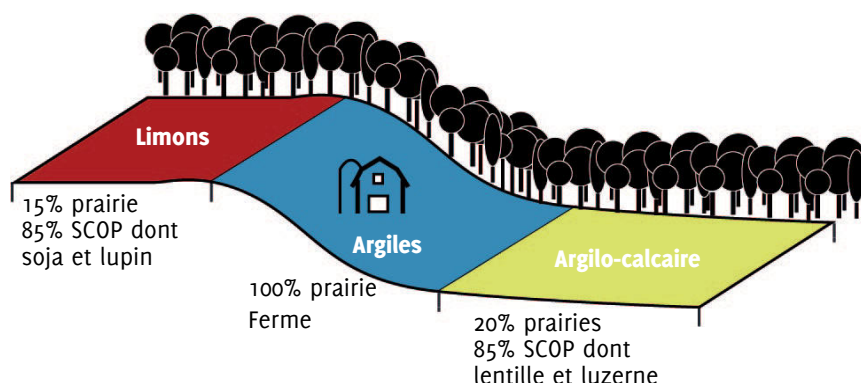 Limons
15% prairie
85% SCOP dont
soja et lupin
Argiles
100% prairie
Ferme
Argilo-calcaire
20% prairies
85% SCOP dont
lentille et luzerne